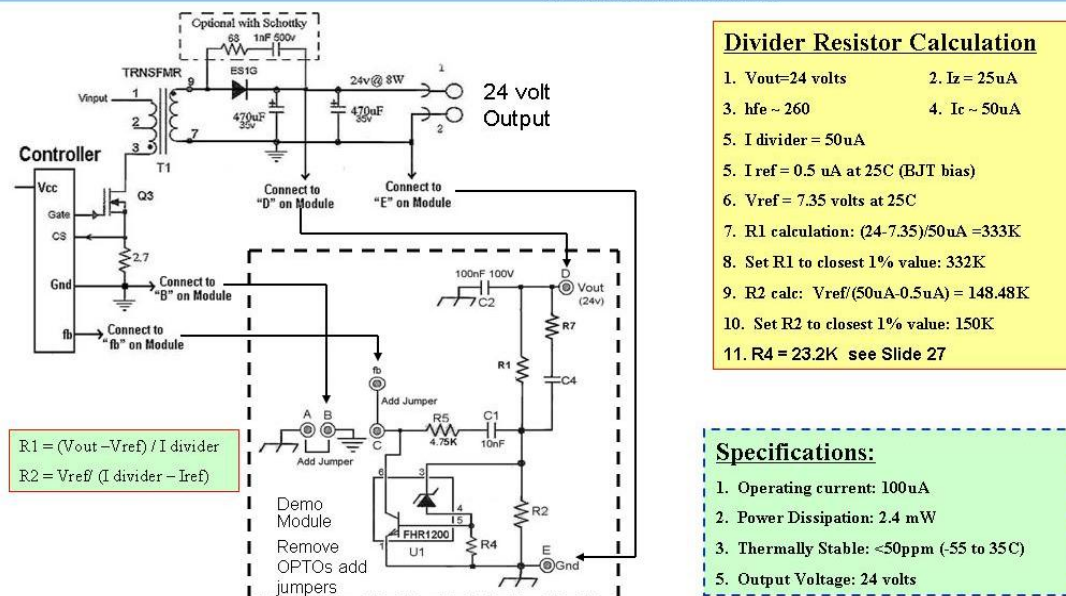 Optional with Schottky
68 1nF 500v
TRNSFMR
ES1G
9
24v@ 8W
1
Vinput
1
2
3
7
T1
470uF
35v
470uF
35v
2
24 volt
Output
Controller
Vcc
Gate
CS
Gnd
fb
Q3
2.7
Connect to
"D" on Module
Connect to
"E" on Module
Connect to
"B" on Module
Connect to
"fb" on Module
100nF 100V
C2
D
Vout
(24v)
R7
R1
C4
fb
Add Jumper
A B
C
Add Jumper
R5
4.75K
C1
10nF
6
3
4
5
1
FHR1200
U1
R4
R2
E
Gnd
Demo
Module
Remove
OPTOs add
jumpers
R1 = (Vout –Vref) / I divider
R2 = Vref/ (I divider – Iref)
Divider Resistor Calculation
1. Vout=24 volts 2. Iz = 25uA
3. hfe ~ 260 4. Ic ~ 50uA
5. I divider = 50uA
5. I ref = 0.5 uA at 25C (BJT bias)
6. Vref = 7.35 volts at 25C
7. R1 calculation: (24-7.35)/50uA =333K
8. Set R1 to closest 1% value: 332K
9. R2 calc: Vref/(50uA-0.5uA) = 148.48K
10. Set R2 to closest 1% value: 150K
11. R4 = 23.2K see Slide 27
Specifications:
1. Operating current: 100uA
2. Power Dissipation: 2.4 mW
3. Thermally Stable: <50ppm (-55 to 35C)
5. Output Voltage: 24 volts